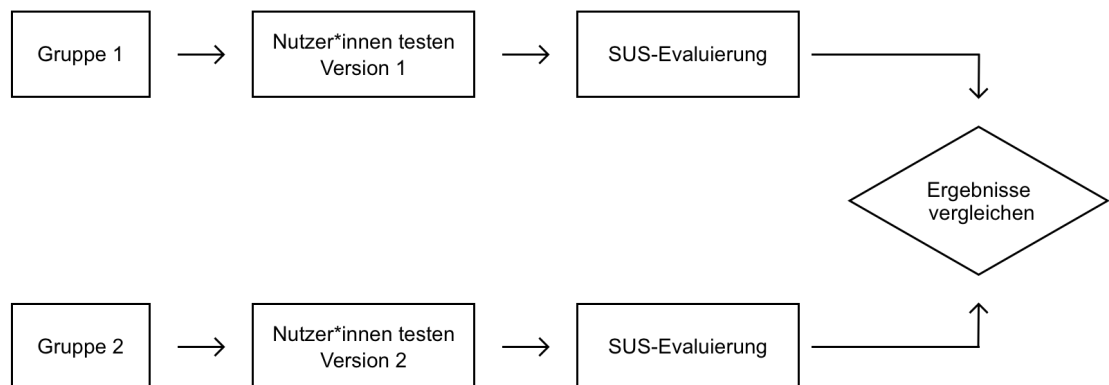 Gruppe 1
Nutzer*innen testen
Version 1
SUS-Evaluierung
Ergebnisse
vergleichen
Gruppe 2
Nutzer*innen testen
Version 2
SUS-Evaluierung